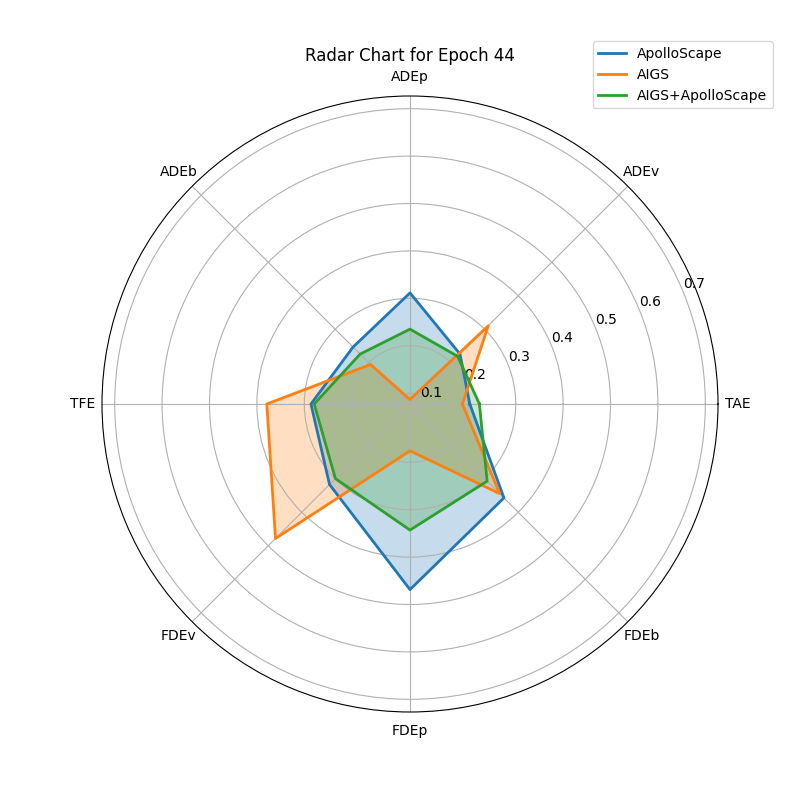 Radar Chart for Epoch 44
ApolloScape
AIGS
AIGS+ApolloScape
ADEp
ADEb
ADEv
0.7
0.6
0.5
0.4
0.3
0.2
0.1
TFE
TAE
FDEv
FDEb
FDEp